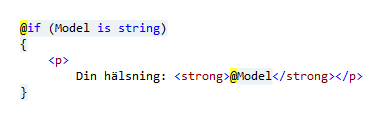 @if (Model is string)
{
<p>
Din hälsning: <strong>@Model</strong></p>
}